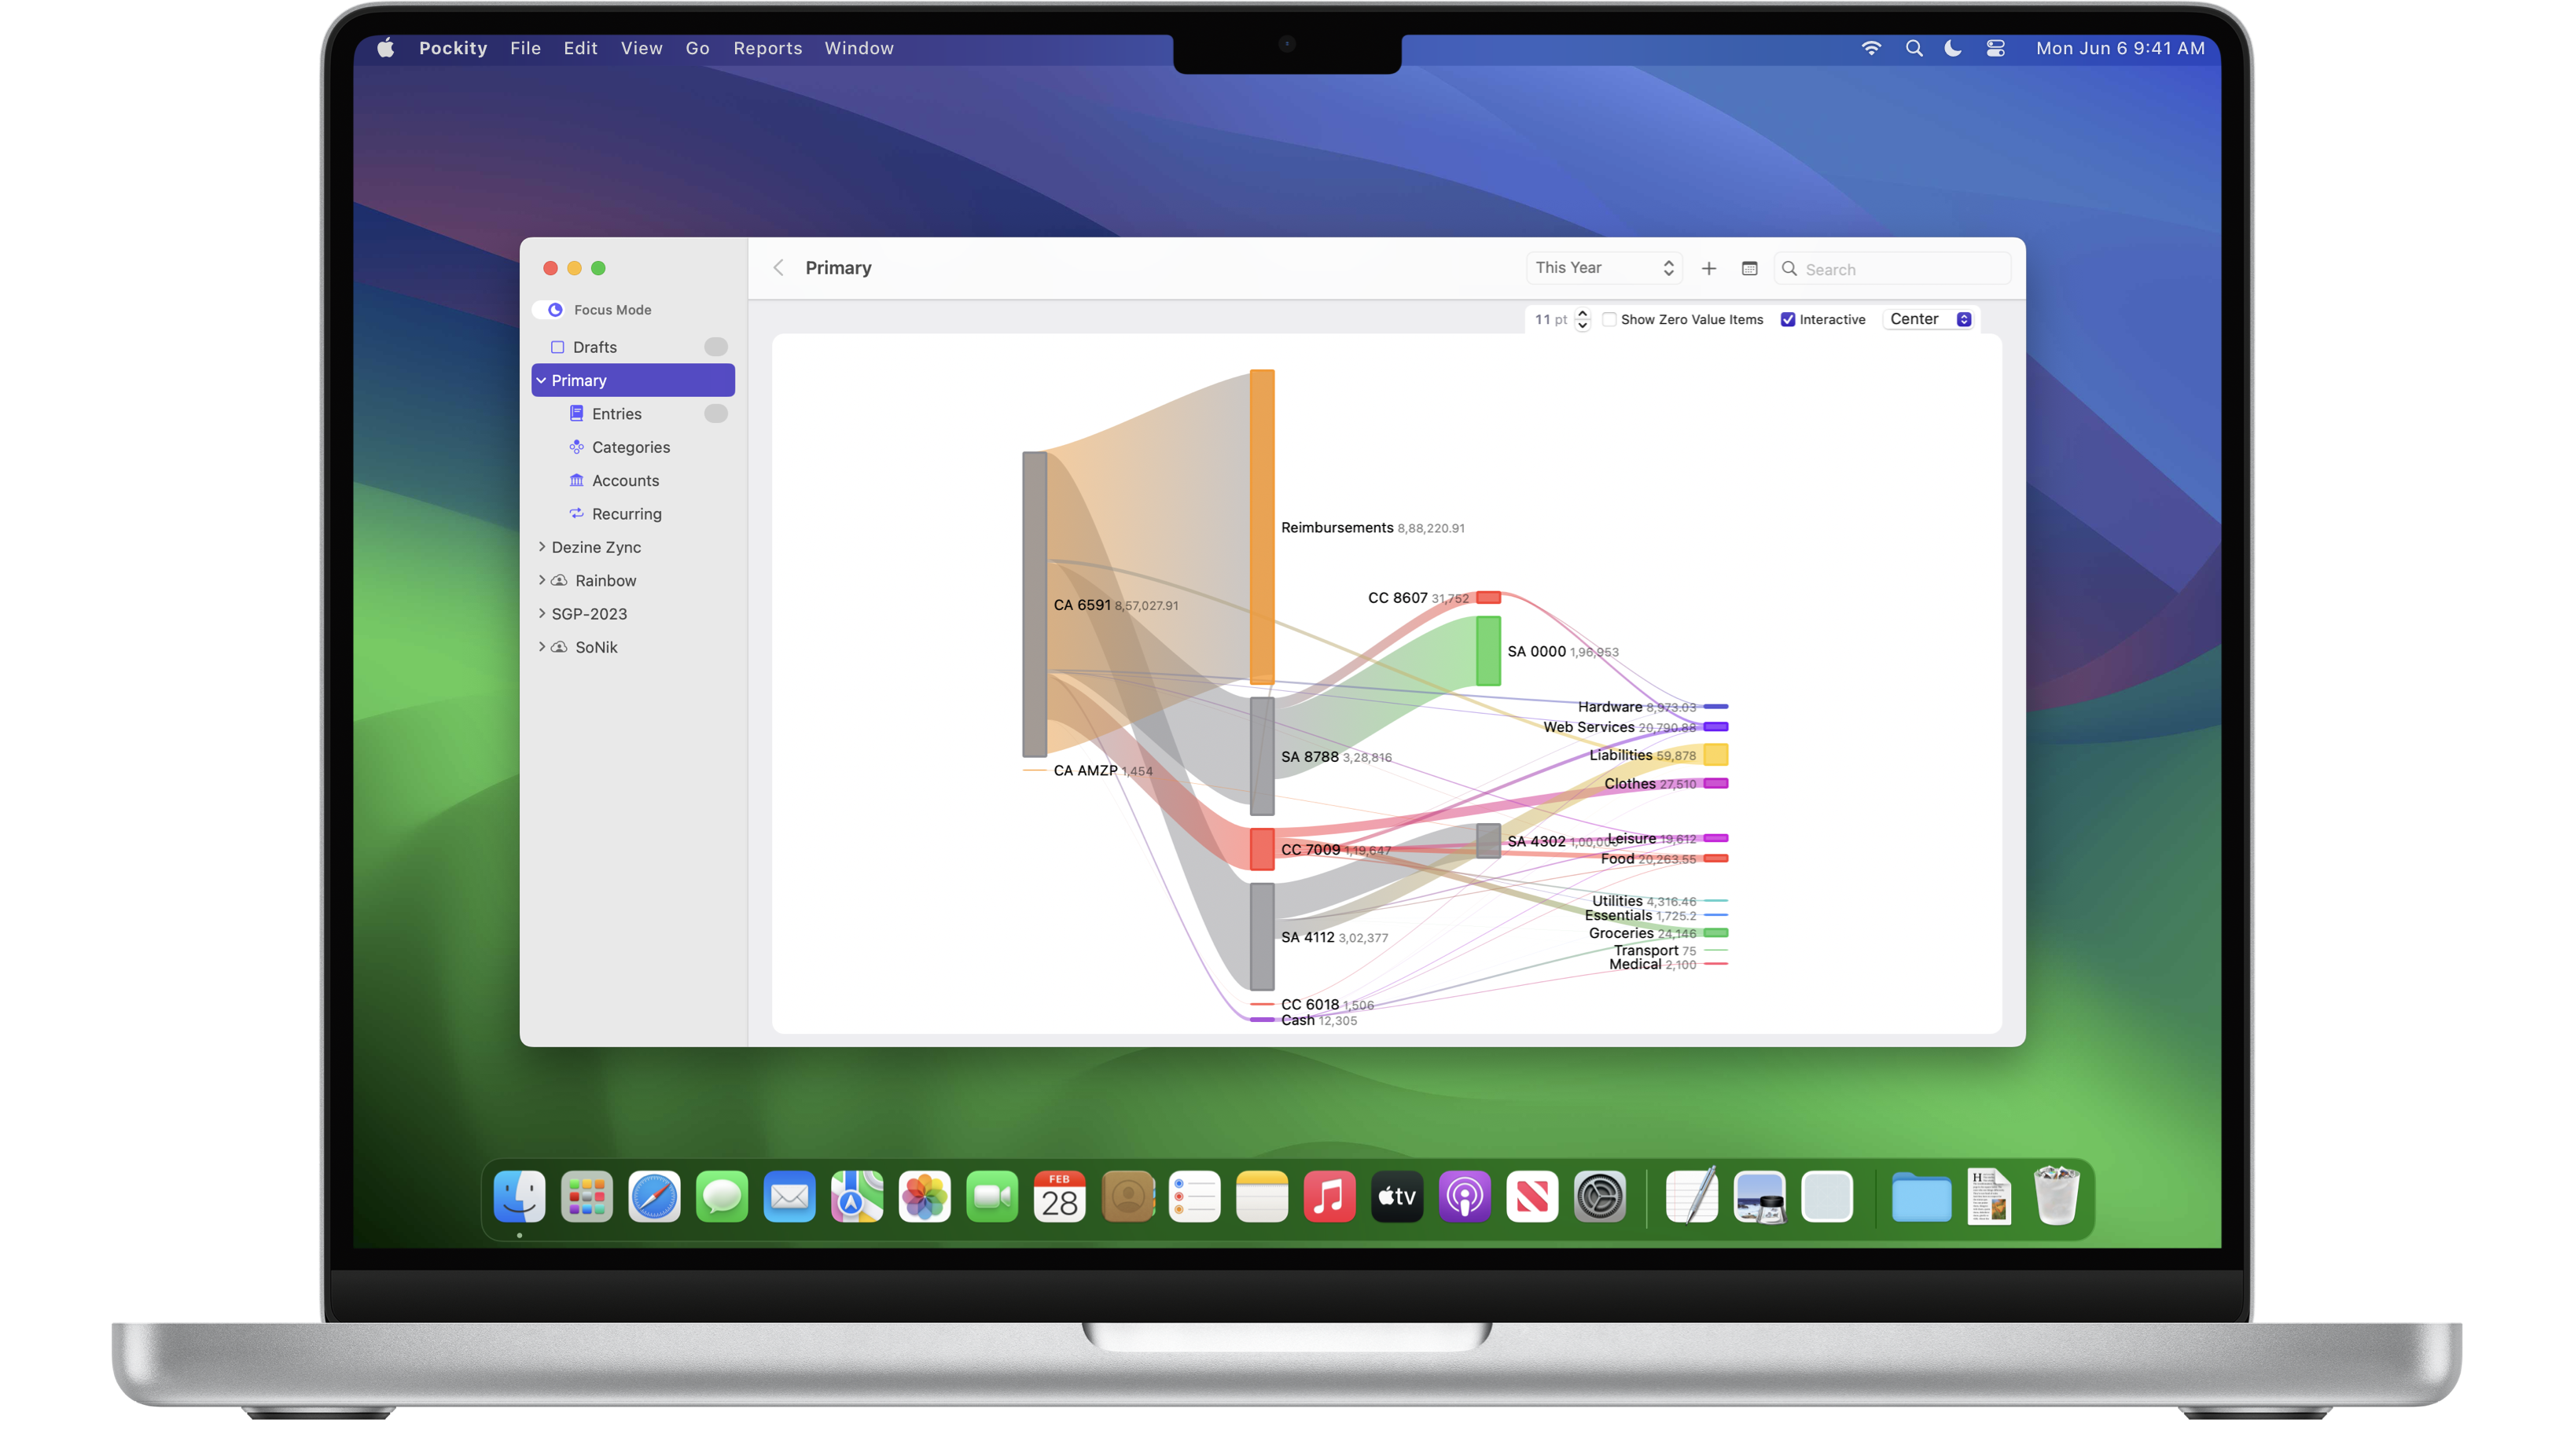 Pockity File Edit View Go Reports Window
Mon Jun 6 9:41 AM
Primary
This Year
Search
Focus Mode
11 pt
Show Zero Value Items
Interactive
Center
Drafts
Primary
Entries
Categories
Accounts
Recurring
Dezine Zync
Rainbow
SGP-2023
SoNik
Reimbursements 8,88,220.91
CA 6591 8,57,027.91
CC 8607 31,752
SA 0000 1,96,953
Hardware 8,973.03
Web Services 20,790.88
Liabilities 59,878
SA 8788 3,28,816
CA AMZP 1,454
Clothes 27,510
Leisure 19,612
SA 4302
CC 7009 1,19,647
Food 20,263.55
Utilities 4,316.46
Essentials 1,725.2
Groceries 24,146
SA 4112 3,02,377
Transport 75
Medical 2,100
CC 6018 1,506
Cash 12,305
FEB
28
tv